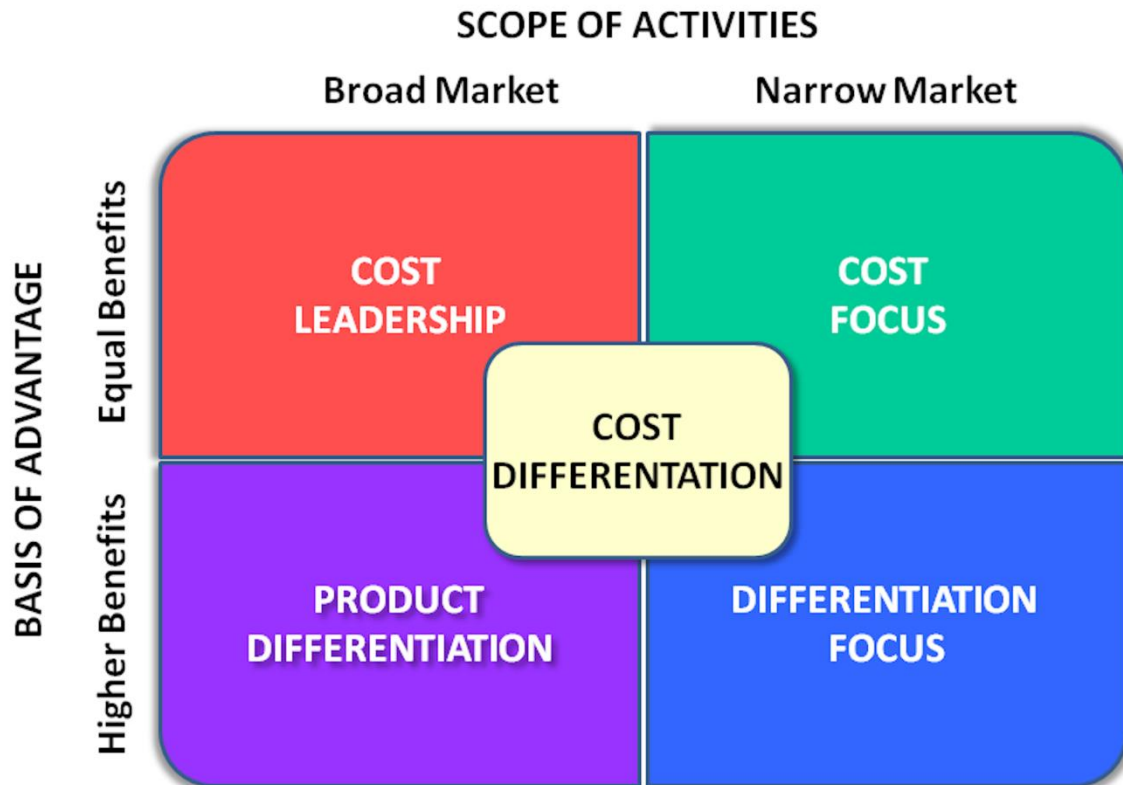 SCOPE OF ACTIVITIES
Broad Market
Narrow Market
BASIS OF ADVANTAGE
Equal Benefits
COST
LEADERSHIP
COST
FOCUS
COST
DIFFERENTATION
Higher Benefits
PRODUCT
DIFFERENTIATION
DIFFERENTIATION
FOCUS